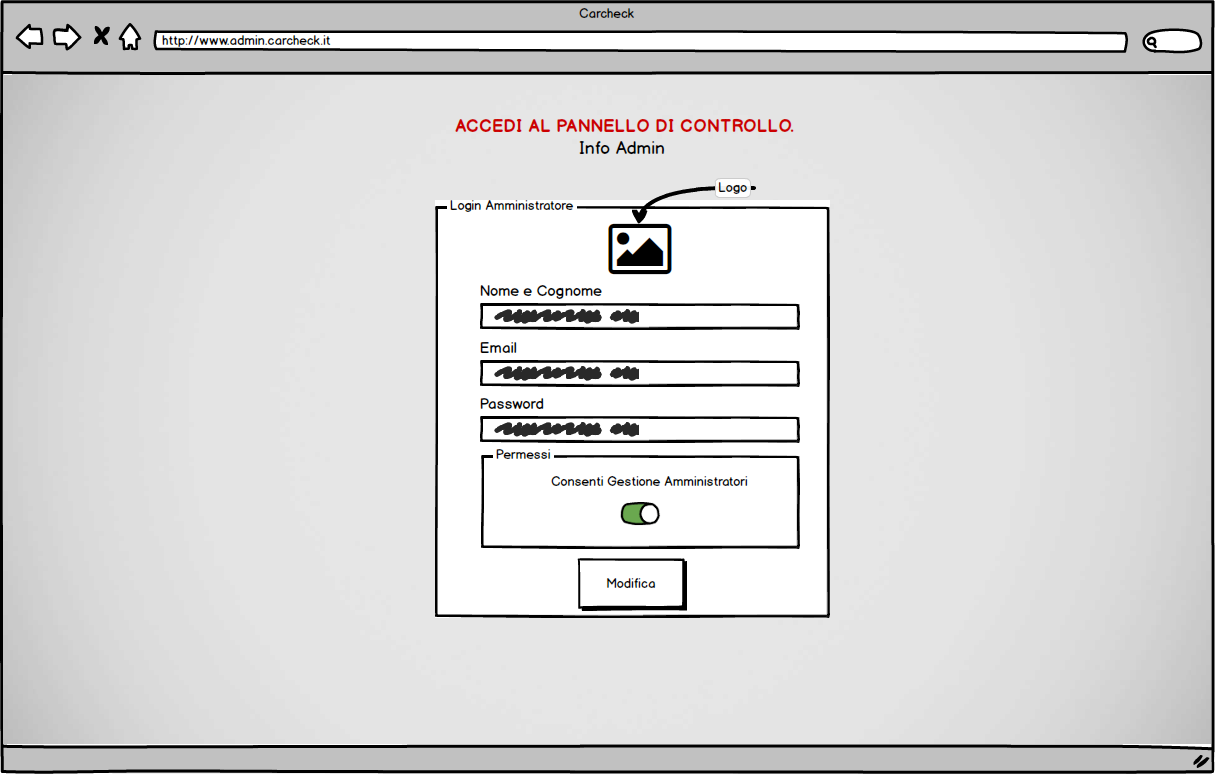 Carcheck
http://www.admin.carcheck.it
ACCEDI AL PANNELLO DI CONTROLLO.
Info Admin
Logo
Login Amministratore
Nome e Cognome
Email
Password
Permessi
Consenti Gestione Amministratori
Modifica